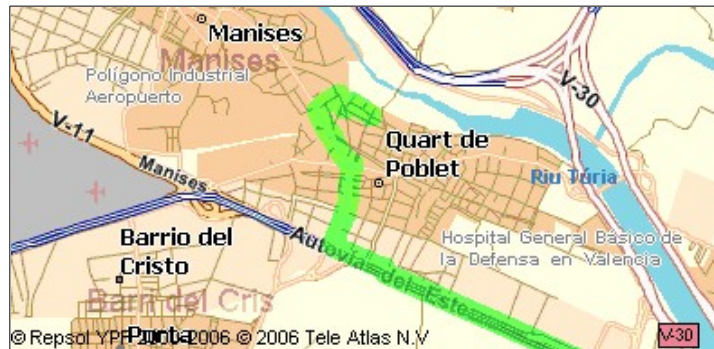 Manises
Manises
Polígono Industrial
Aeropuerto
V-30
V-11
Manises
Quart de
Poblet
Riu Túria
Barrio del
Cristo
Autovía del Este
Hospital General Básico de
la Defensa en Valencia
Barri del Cris
Porta
© Repsol YPF 2006 © 2006 Tele Atlas N.V
V-30